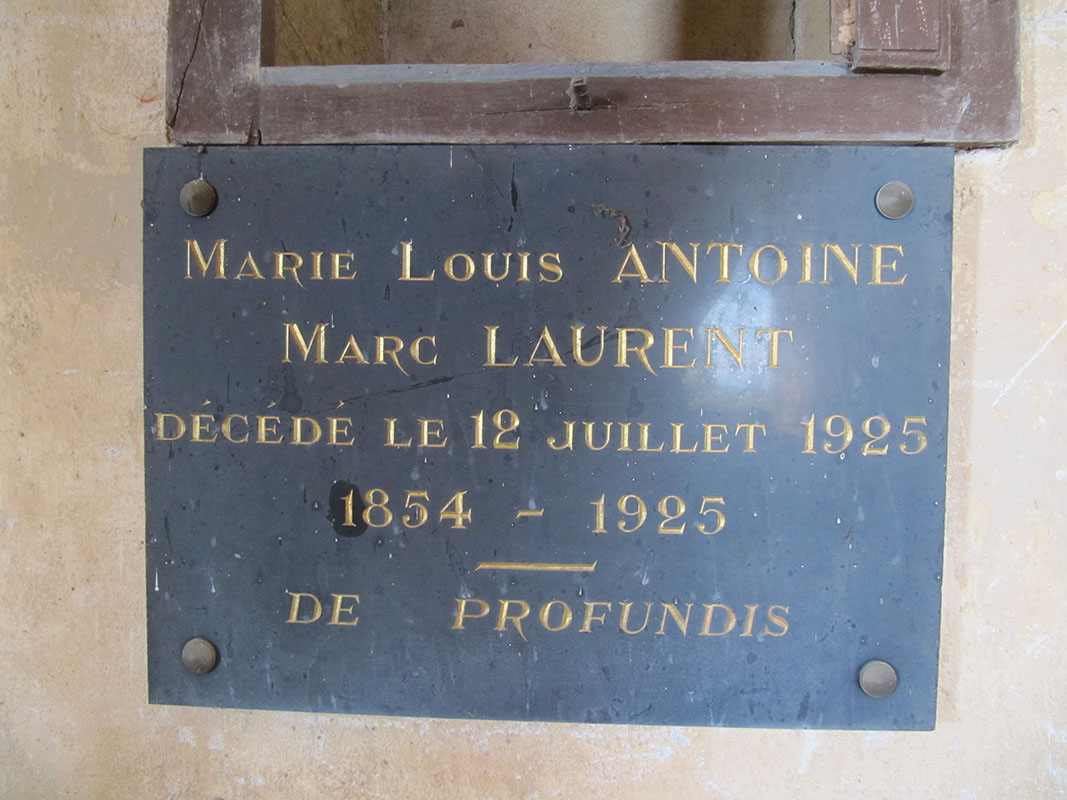 MARIE LOUIS ANTOINE
MARC LAURENT
DÉCÉDÉ LE 12 JUILLET 1925
1854 - 1925
DE PROFUNDIS